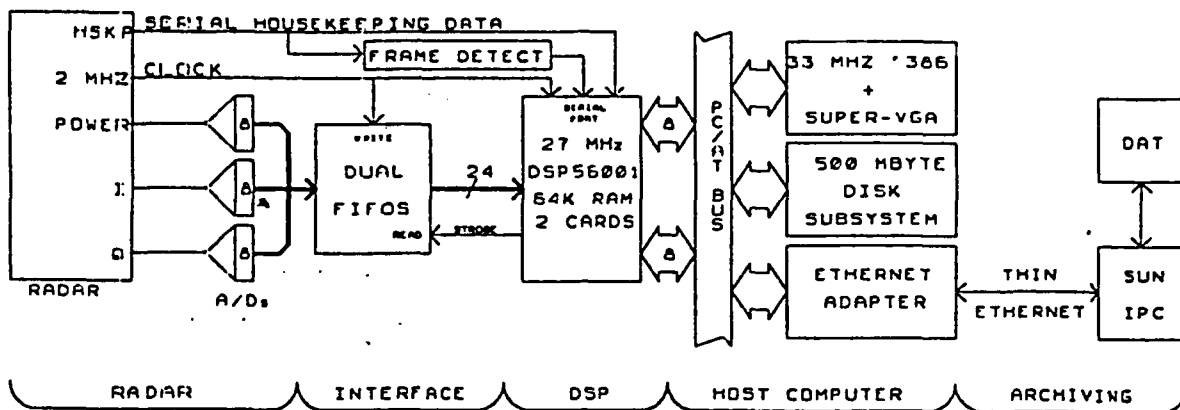 HSKP SERIAL HOUSEKEEPING DATA
FRAME DETECT
2 MHZ CLOCK
POWER
I
Q
RADAR
8
8
8
A/Ds
WRITE
DUAL
FIFOS
READ
24
STROBE
SERIAL
PORT
27 MHz
DSP56001
64K RAM
2 CARDS
8
8
PC/AT BUS
33 MHZ '386
+
SUPER-VGA
500 MBYTE
DISK
SUBSYSTEM
ETHERNET
ADAPTER
THIN
ETHERNET
DAT
SUN
IPC
RADAR
INTERFACE
DSP
HOST COMPUTER
ARCHIVING